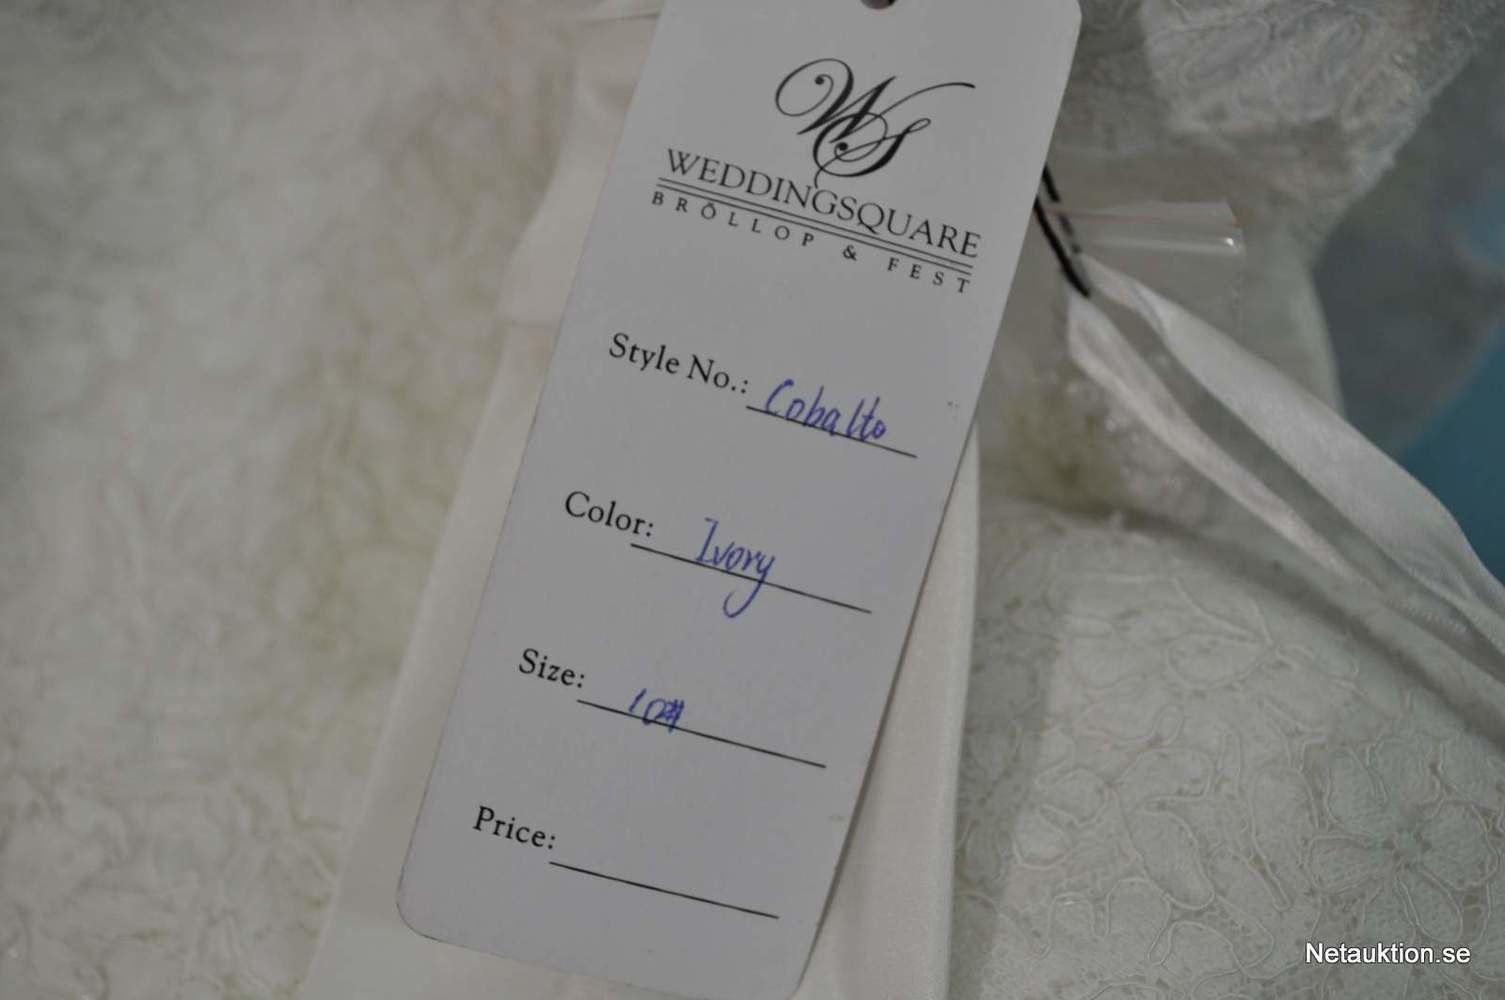 WS
WEDDINGSQUARE
BRÖLLOP & FEST
Style No.: Cobalto
Color: Ivory
Size: 10#
Price:
Netauktion.se